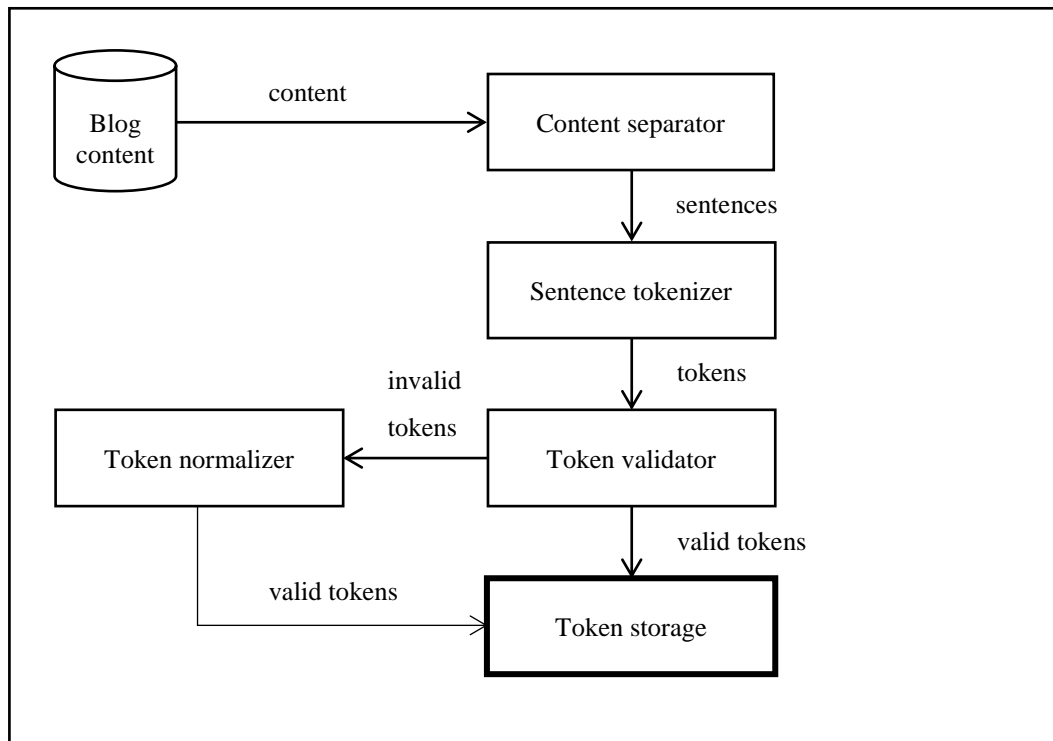 content
Blog
content
Content separator
sentences
Sentence tokenizer
tokens
invalid
tokens
Token normalizer
Token validator
valid tokens
valid tokens
Token storage